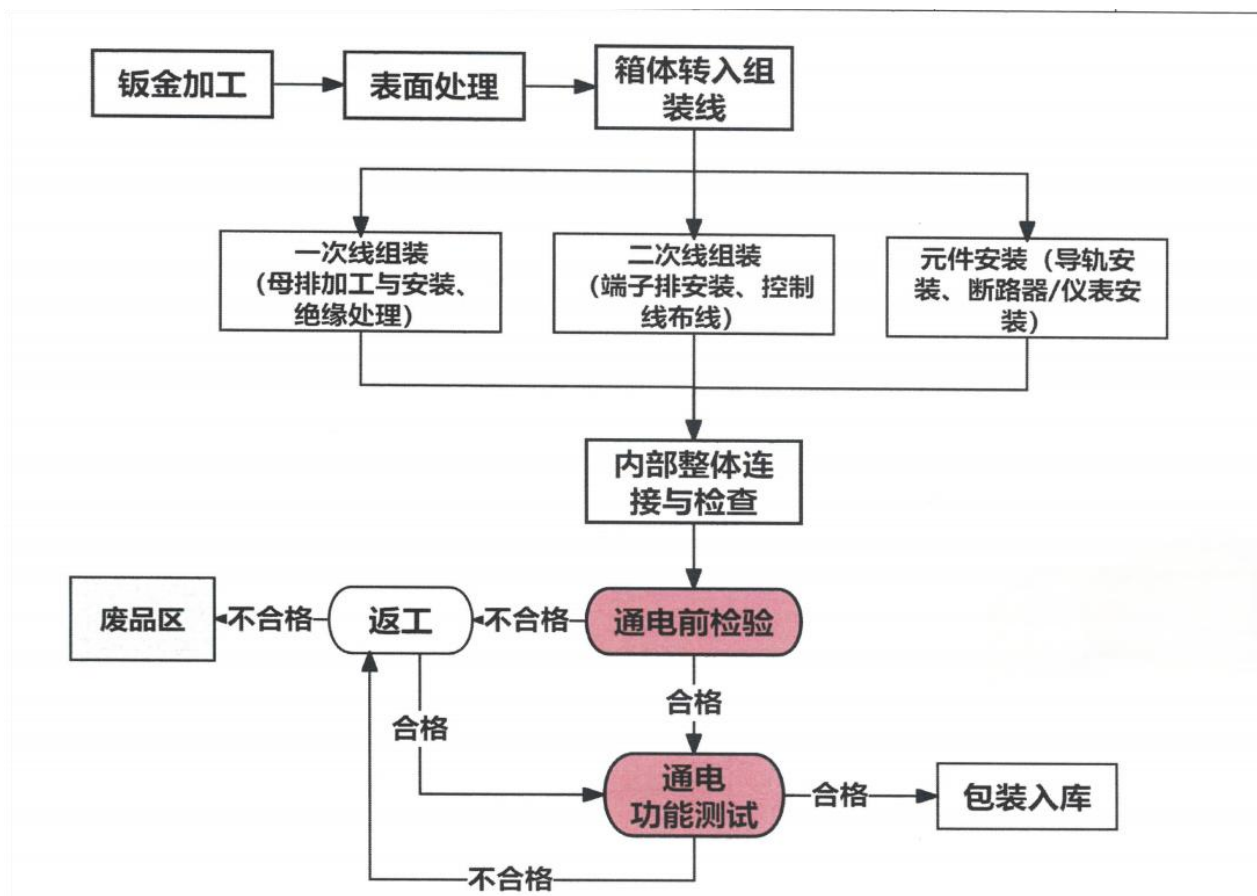 钣金加工
表面处理
箱体转入组
装线
一次线组装
(母排加工与安装、
绝缘处理)
二次线组装
(端子排安装、控制
线布线)
元件安装（导轨安
装、断路器/仪表安
装）
内部整体连
接与检查
废品区
不合格
返工
不合格
通电前检验
合格
合格
通电
功能测试
合格
包装入库
不合格